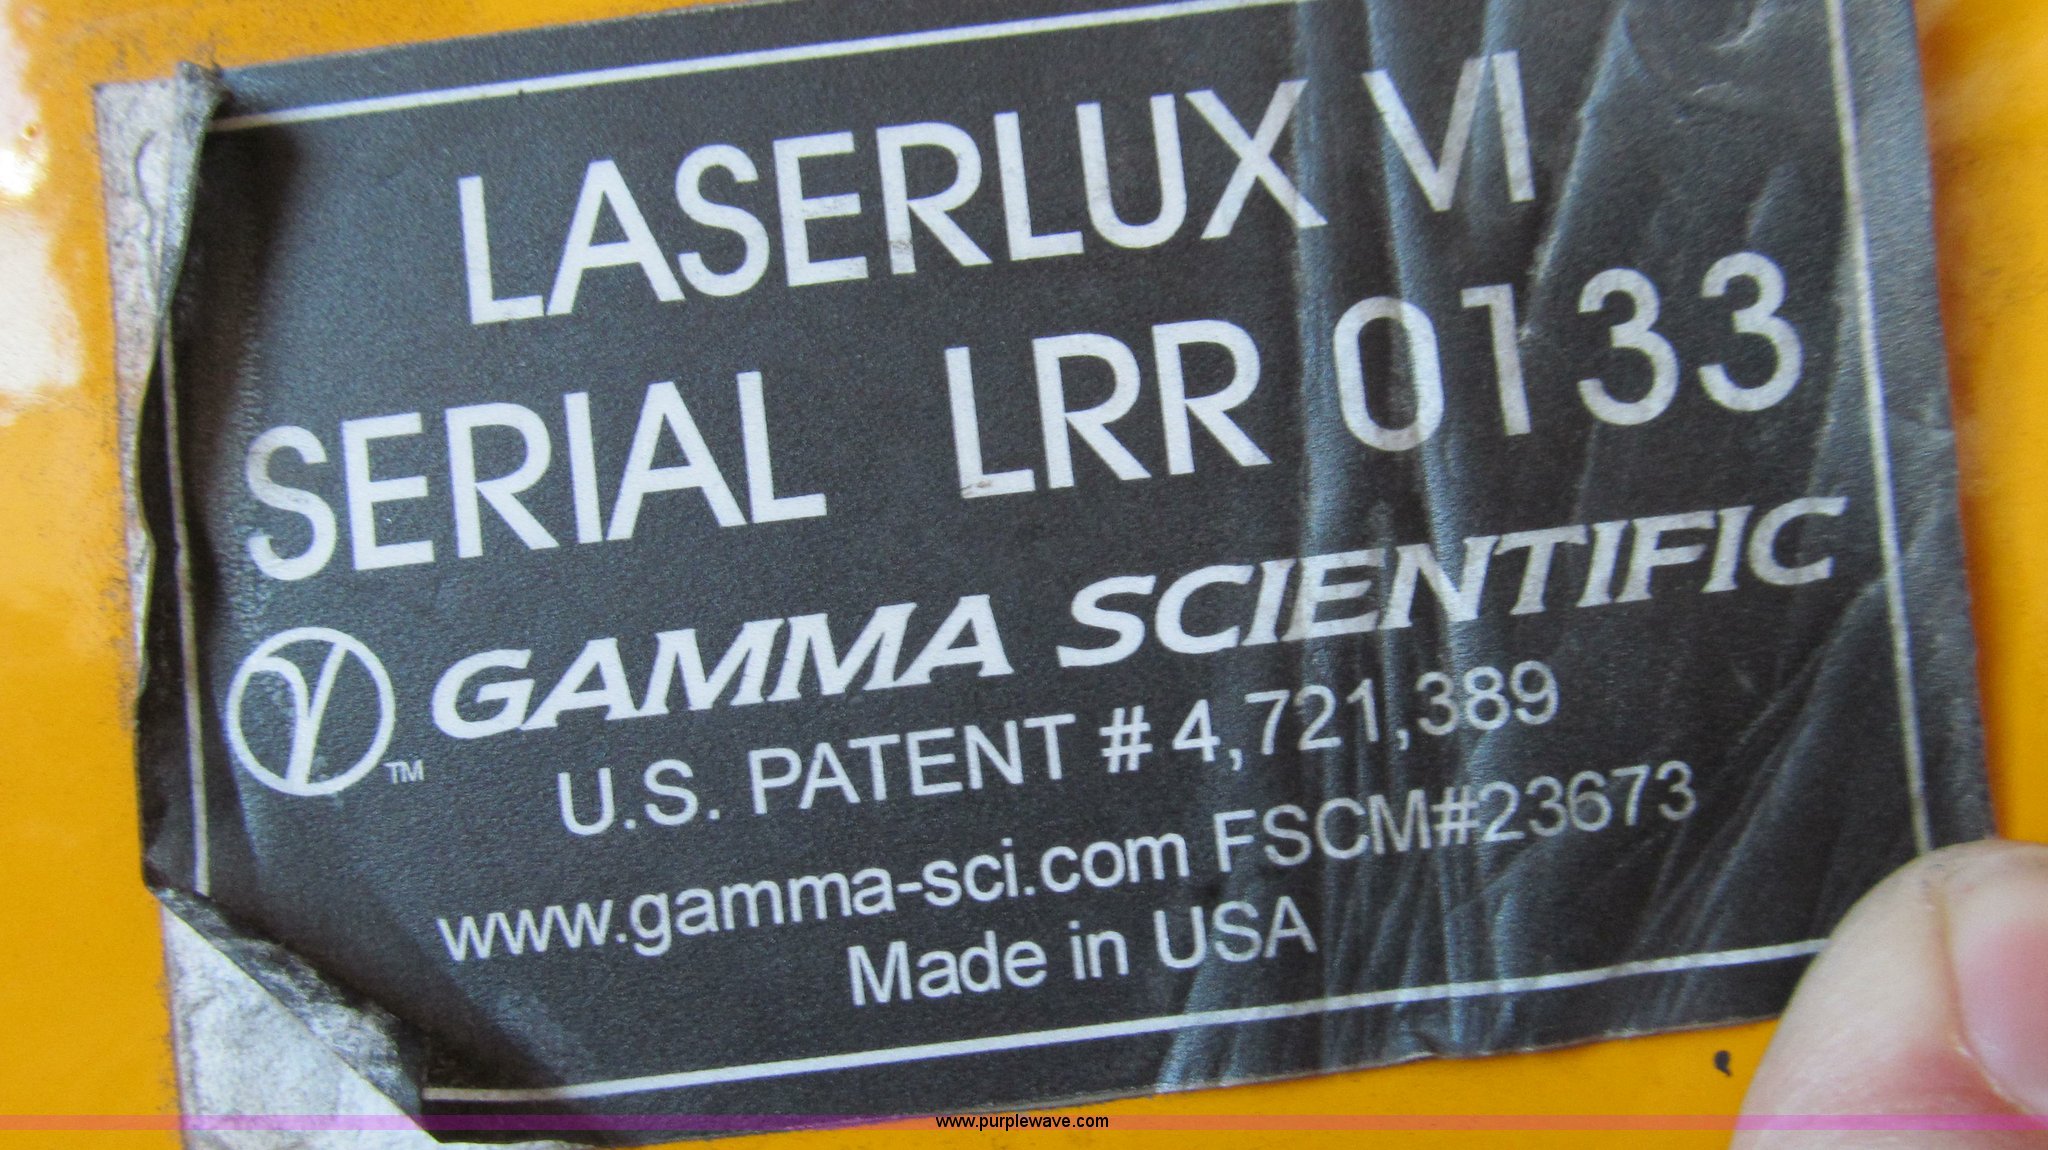 LASERLUX VI
SERIAL LRR 0133
GAMMA SCIENTIFIC
TM
U.S. PATENT # 4,721,389
www.gamma-sci.com FSCM#23673
Made in USA
www.purplewave.com